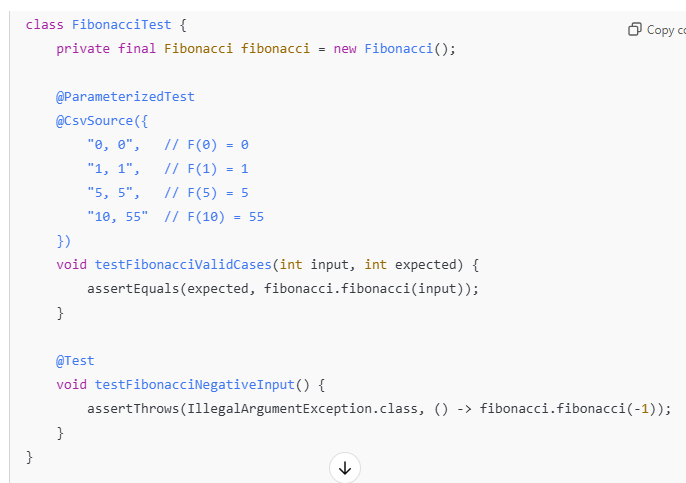 class FibonacciTest {
Copy co
private final Fibonacci fibonacci = new Fibonacci();
@ParameterizedTest
@CsvSource({
"0, 0",   // F(0) = 0
"1, 1",   // F(1) = 1
"5, 5",   // F(5) = 5
"10, 55"  // F(10) = 55
})
void testFibonacciValidCases(int input, int expected) {
assertEquals(expected, fibonacci.fibonacci(input));
}
@Test
void testFibonacciNegativeInput() {
assertThrows(IllegalArgumentException.class, () -> fibonacci.fibonacci(-1));
}
}